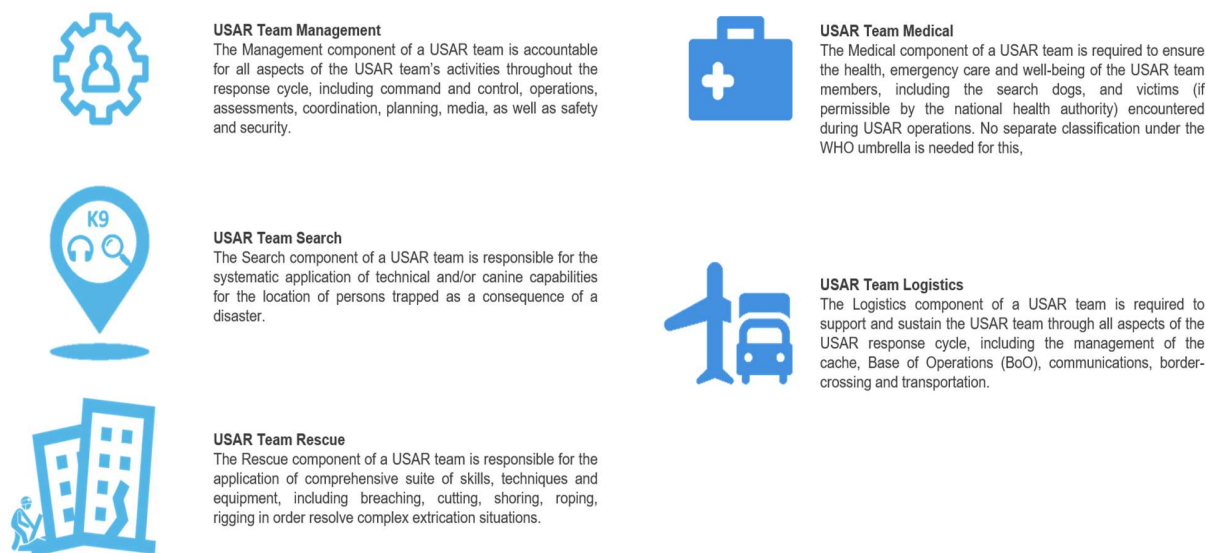 USAR Team Management
The Management component of a USAR team is accountable
for all aspects of the USAR team's activities throughout the
response cycle, including command and control, operations,
assessments, coordination, planning, media, as well as safety
and security.
K9
USAR Team Search
The Search component of a USAR team is responsible for the
systematic application of technical and/or canine capabilities
for the location of persons trapped as a consequence of a
disaster.
USAR Team Rescue
The Rescue component of a USAR team is responsible for the
application of comprehensive suite of skills, techniques and
equipment, including breaching, cutting, shoring, roping,
rigging in order resolve complex extrication situations.
USAR Team Medical
The Medical component of a USAR team is required to ensure
the health, emergency care and well-being of the USAR team
members, including the search dogs, and victims (if
permissible by the national health authority) encountered
during USAR operations. No separate classification under the
WHO umbrella is needed for this,
USAR Team Logistics
The Logistics component of a USAR team is required to
support and sustain the USAR team through all aspects of the
USAR response cycle, including the management of the
cache, Base of Operations (BoO), communications, border-
crossing and transportation.